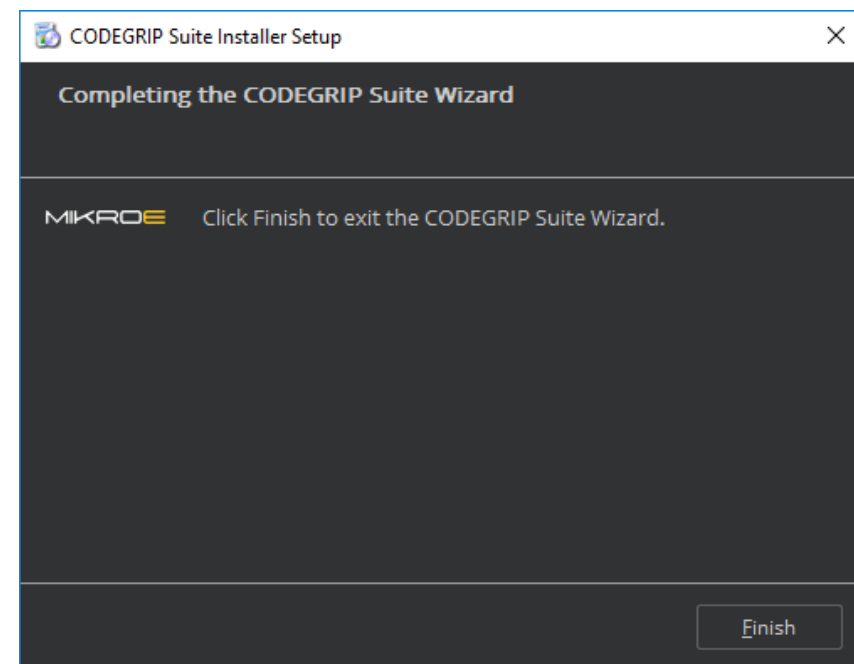 CODEGRIP Suite Installer Setup
Completing the CODEGRIP Suite Wizard
MIKROE Click Finish to exit the CODEGRIP Suite Wizard.
Finish